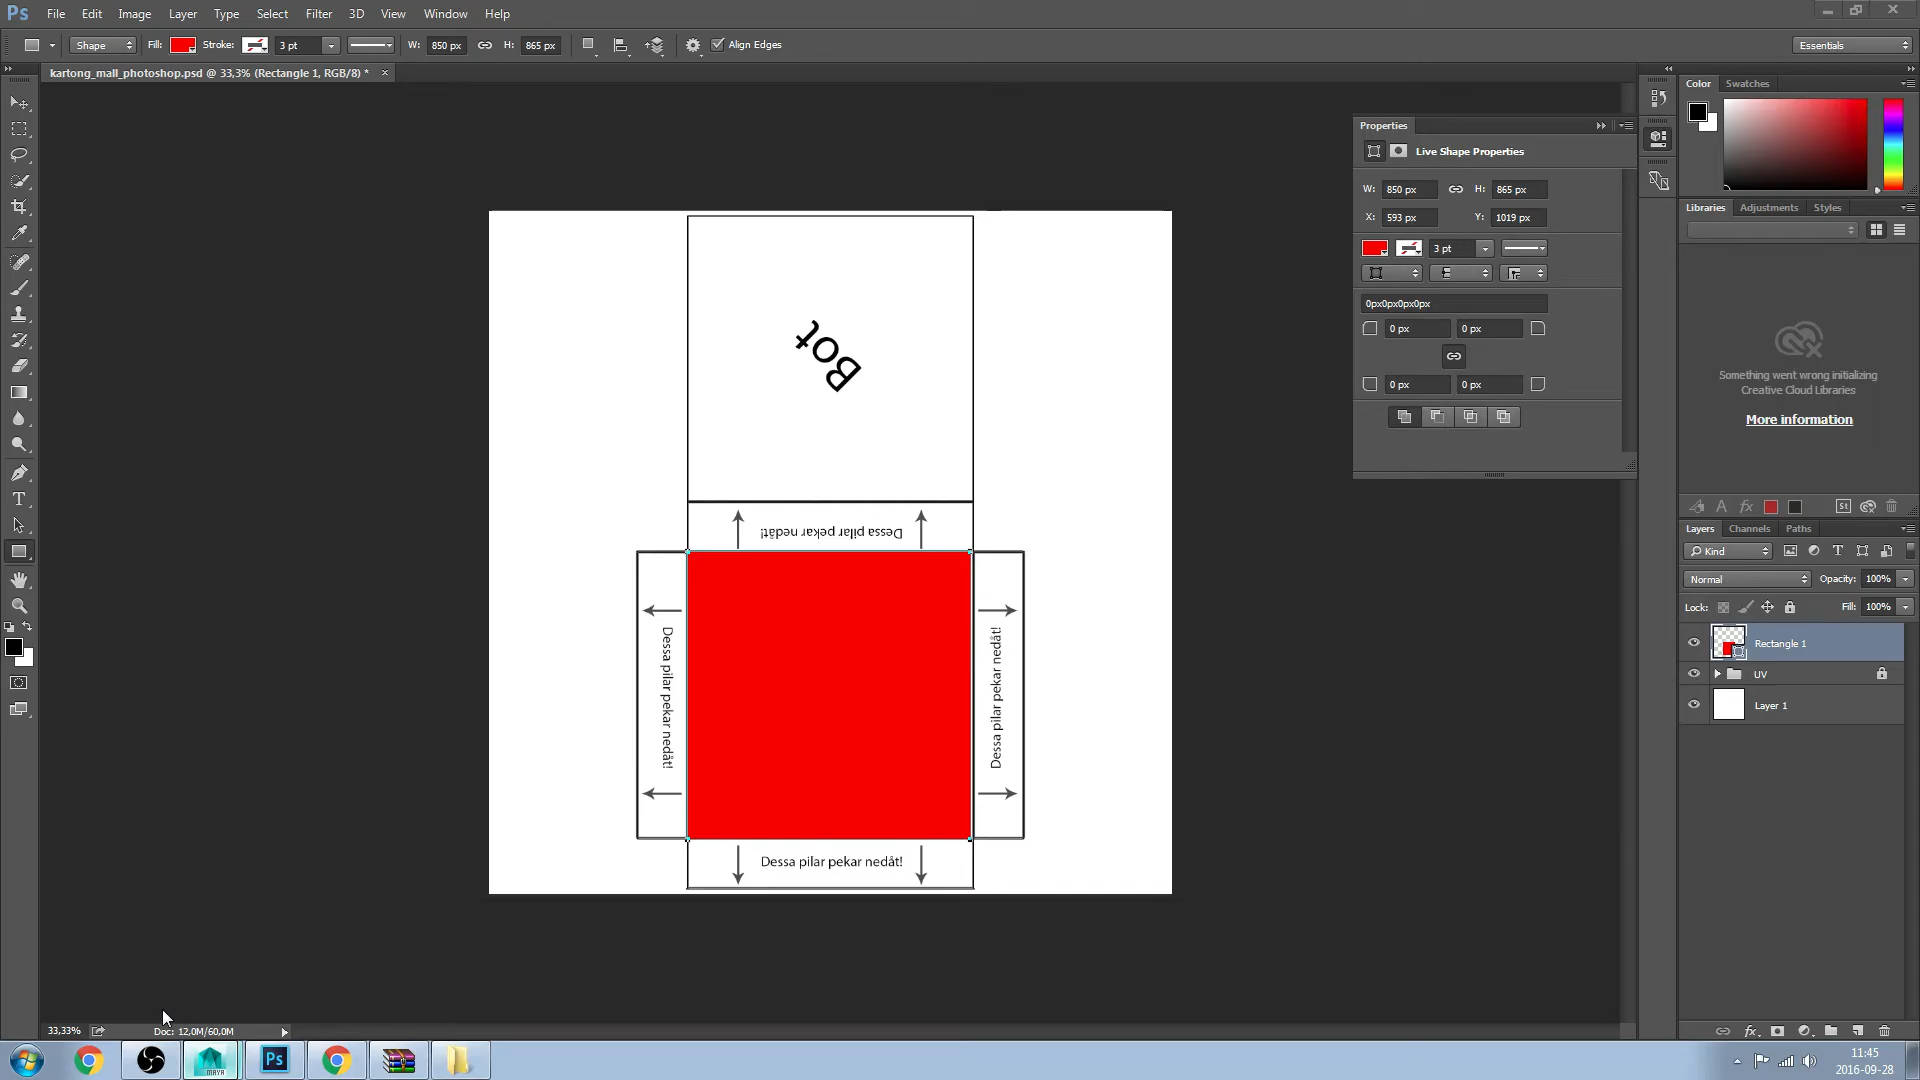 Ps File Edit Image Layer Type Select Filter 3D View Window Help
Shape Fill: Stroke: 3 pt W: 850 px H: 865 px Align Edges Essentials
kartong_mall_photoshop.psd @ 33,3% (Rectangle 1, RGB/8) * ×
Color Swatches
Properties
Live Shape Properties
W: 850 px H: 865 px
X: 593 px Y: 1019 px
3 pt
0px0px0px0px
0 px 0 px
0 px 0 px
Libraries Adjustments Styles
Something went wrong initializing
Creative Cloud Libraries
More information
Bot
Dessa pilar pekar nedåt!
Dessa pilar pekar nedåt!
Dessa pilar pekar nedåt!
Dessa pilar pekar nedåt!
St
Layers Channels Paths
Kind
Normal Opacity: 100%
Lock: Fill: 100%
Rectangle 1
UV
Layer 1
33,33% Doc: 12,0M/60,0M
MAYA Ps
11:45
2016-09-28